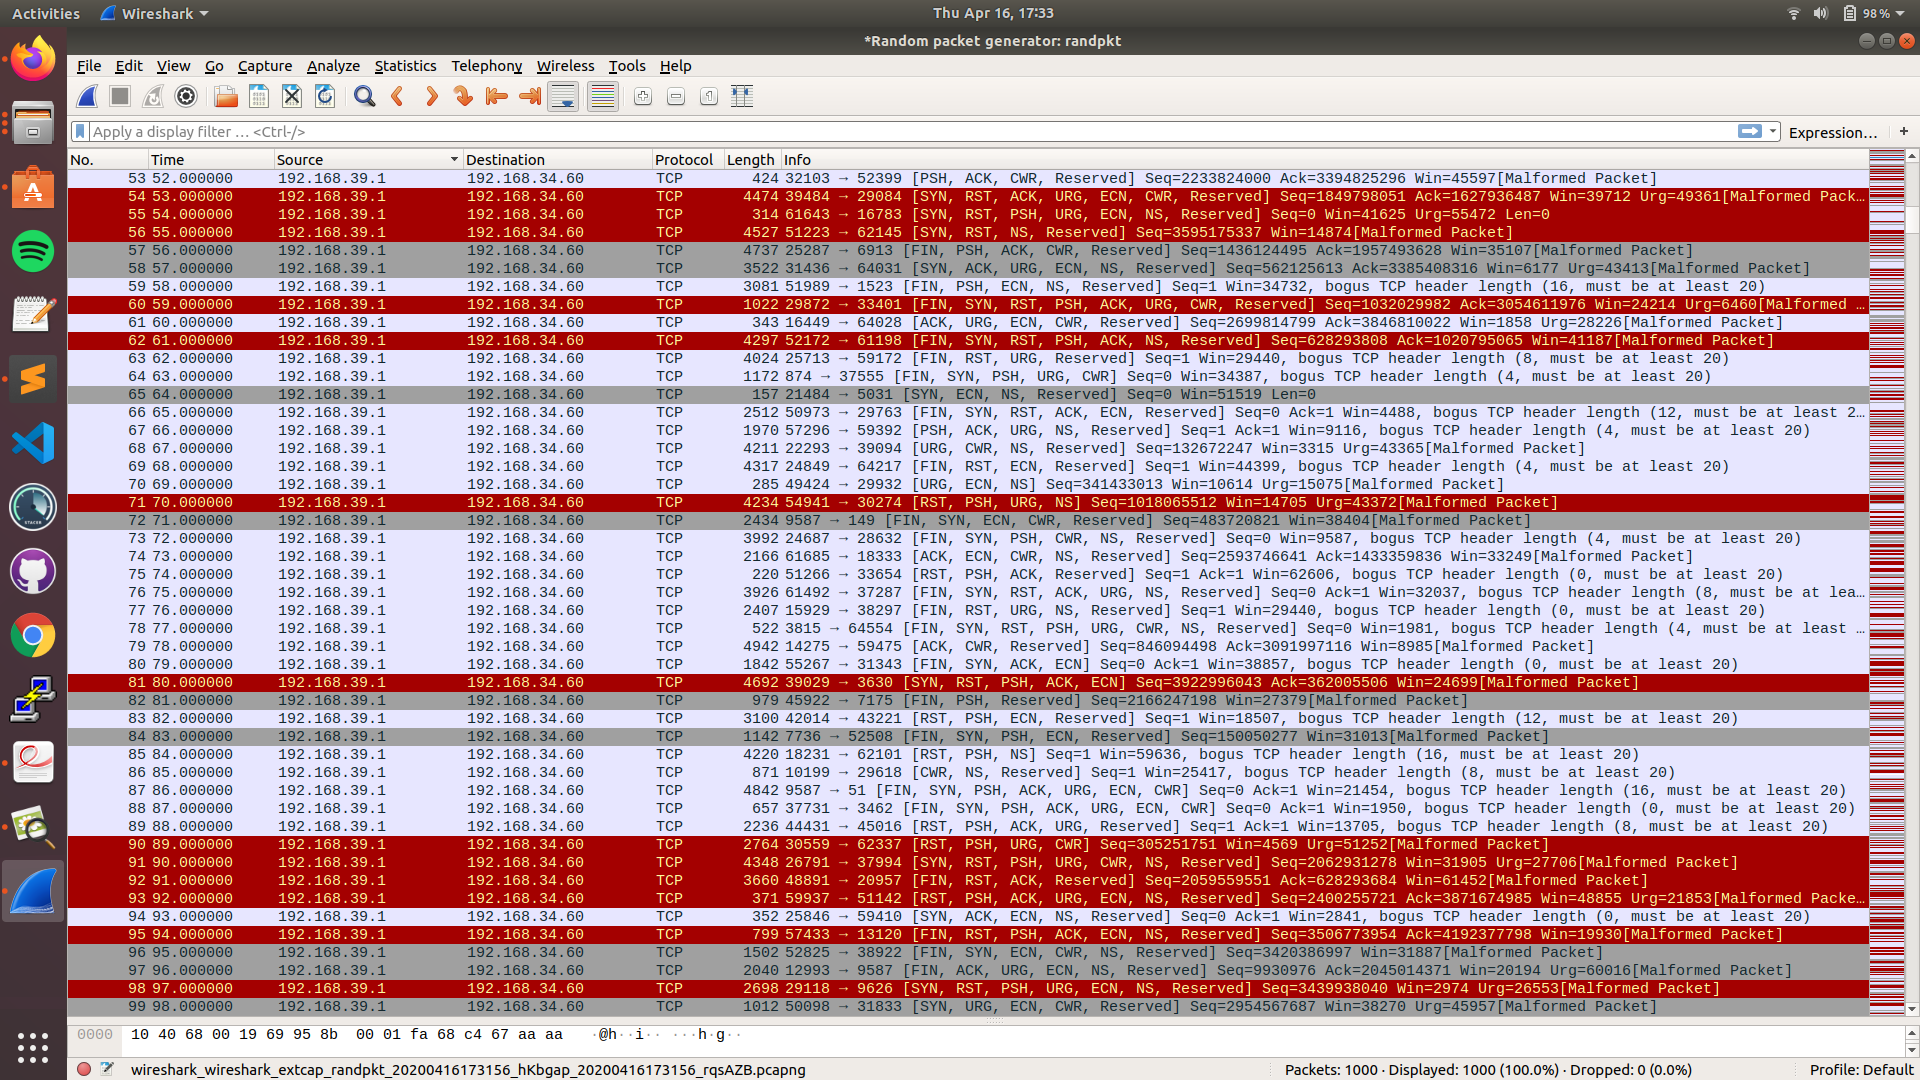 Activities Wireshark Thu Apr 16, 17:33 98%
*Random packet generator: randpkt
File Edit View Go Capture Analyze Statistics Telephony Wireless Tools Help
Apply a display filter … <Ctrl-/> Expression… +
No. Time Source Destination Protocol Length Info
53 52.000000 192.168.39.1 192.168.34.60 TCP 424 32103 → 52399 [PSH, ACK, CWR, Reserved] Seq=2233824000 Ack=3394825296 Win=45597[Malformed Packet]
54 53.000000 192.168.39.1 192.168.34.60 TCP 4474 39484 → 29084 [SYN, RST, ACK, URG, ECN, CWR, Reserved] Seq=1849798051 Ack=1627936487 Win=39712 Urg=49361[Malformed Pack…
55 54.000000 192.168.39.1 192.168.34.60 TCP 314 61643 → 16783 [SYN, RST, PSH, URG, ECN, NS, Reserved] Seq=0 Win=41625 Urg=55472 Len=0
56 55.000000 192.168.39.1 192.168.34.60 TCP 4527 51223 → 62145 [SYN, RST, NS, Reserved] Seq=3595175337 Win=14874[Malformed Packet]
57 56.000000 192.168.39.1 192.168.34.60 TCP 4737 25287 → 6913 [FIN, PSH, ACK, CWR, Reserved] Seq=1436124495 Ack=1957493628 Win=35107[Malformed Packet]
58 57.000000 192.168.39.1 192.168.34.60 TCP 3522 31436 → 64031 [SYN, ACK, URG, ECN, NS, Reserved] Seq=562125613 Ack=3385408316 Win=6177 Urg=43413[Malformed Packet]
59 58.000000 192.168.39.1 192.168.34.60 TCP 3081 51989 → 1523 [FIN, PSH, ECN, NS, Reserved] Seq=1 Win=34732, bogus TCP header length (16, must be at least 20)
60 59.000000 192.168.39.1 192.168.34.60 TCP 1022 29872 → 33401 [FIN, SYN, RST, PSH, ACK, URG, CWR, Reserved] Seq=1032029982 Ack=3054611976 Win=24214 Urg=6460[Malformed …
61 60.000000 192.168.39.1 192.168.34.60 TCP 343 16449 → 64028 [ACK, URG, ECN, CWR, Reserved] Seq=2699814799 Ack=3846810022 Win=1858 Urg=28226[Malformed Packet]
62 61.000000 192.168.39.1 192.168.34.60 TCP 4297 52172 → 61198 [FIN, SYN, RST, PSH, ACK, NS, Reserved] Seq=628293808 Ack=1020795065 Win=41187[Malformed Packet]
63 62.000000 192.168.39.1 192.168.34.60 TCP 4024 25713 → 59172 [FIN, RST, URG, Reserved] Seq=1 Win=29440, bogus TCP header length (8, must be at least 20)
64 63.000000 192.168.39.1 192.168.34.60 TCP 1172 874 → 37555 [FIN, SYN, PSH, URG, CWR] Seq=0 Win=34387, bogus TCP header length (4, must be at least 20)
65 64.000000 192.168.39.1 192.168.34.60 TCP 157 21484 → 5031 [SYN, ECN, NS, Reserved] Seq=0 Win=51519 Len=0
66 65.000000 192.168.39.1 192.168.34.60 TCP 2512 50973 → 29763 [FIN, SYN, RST, ACK, ECN, Reserved] Seq=0 Ack=1 Win=4488, bogus TCP header length (12, must be at least 2…
67 66.000000 192.168.39.1 192.168.34.60 TCP 1970 57296 → 59392 [PSH, ACK, URG, NS, Reserved] Seq=1 Ack=1 Win=9116, bogus TCP header length (4, must be at least 20)
68 67.000000 192.168.39.1 192.168.34.60 TCP 4211 22293 → 39094 [URG, CWR, NS, Reserved] Seq=132672247 Win=3315 Urg=43365[Malformed Packet]
69 68.000000 192.168.39.1 192.168.34.60 TCP 4317 24849 → 64217 [FIN, RST, ECN, Reserved] Seq=1 Win=44399, bogus TCP header length (4, must be at least 20)
70 69.000000 192.168.39.1 192.168.34.60 TCP 285 49424 → 29932 [URG, ECN, NS] Seq=341433013 Win=10614 Urg=15075[Malformed Packet]
71 70.000000 192.168.39.1 192.168.34.60 TCP 4234 54941 → 30274 [RST, PSH, URG, NS] Seq=1018065512 Win=14705 Urg=43372[Malformed Packet]
72 71.000000 192.168.39.1 192.168.34.60 TCP 2434 9587 → 149 [FIN, SYN, ECN, CWR, Reserved] Seq=483720821 Win=38404[Malformed Packet]
73 72.000000 192.168.39.1 192.168.34.60 TCP 3992 24687 → 28632 [FIN, SYN, PSH, CWR, NS, Reserved] Seq=0 Win=9587, bogus TCP header length (4, must be at least 20)
74 73.000000 192.168.39.1 192.168.34.60 TCP 2166 61685 → 18333 [ACK, ECN, CWR, NS, Reserved] Seq=2593746641 Ack=1433359836 Win=33249[Malformed Packet]
75 74.000000 192.168.39.1 192.168.34.60 TCP 220 51266 → 33654 [RST, PSH, ACK, Reserved] Seq=1 Ack=1 Win=62606, bogus TCP header length (0, must be at least 20)
76 75.000000 192.168.39.1 192.168.34.60 TCP 3926 61492 → 37287 [FIN, SYN, RST, ACK, URG, NS, Reserved] Seq=0 Ack=1 Win=32037, bogus TCP header length (8, must be at lea…
77 76.000000 192.168.39.1 192.168.34.60 TCP 2407 15929 → 38297 [FIN, RST, URG, NS, Reserved] Seq=1 Win=29440, bogus TCP header length (0, must be at least 20)
78 77.000000 192.168.39.1 192.168.34.60 TCP 522 3815 → 64554 [FIN, SYN, RST, PSH, URG, CWR, NS, Reserved] Seq=0 Win=1981, bogus TCP header length (4, must be at least …
79 78.000000 192.168.39.1 192.168.34.60 TCP 4942 14275 → 59475 [ACK, CWR, Reserved] Seq=846094498 Ack=3091997116 Win=8985[Malformed Packet]
80 79.000000 192.168.39.1 192.168.34.60 TCP 1842 55267 → 31343 [FIN, SYN, ACK, ECN] Seq=0 Ack=1 Win=38857, bogus TCP header length (0, must be at least 20)
81 80.000000 192.168.39.1 192.168.34.60 TCP 4692 39029 → 3630 [SYN, RST, PSH, ACK, ECN] Seq=3922996043 Ack=362005506 Win=24699[Malformed Packet]
82 81.000000 192.168.39.1 192.168.34.60 TCP 979 45922 → 7175 [FIN, PSH, Reserved] Seq=2166247198 Win=27379[Malformed Packet]
83 82.000000 192.168.39.1 192.168.34.60 TCP 3100 42014 → 43221 [RST, PSH, ECN, Reserved] Seq=1 Win=18507, bogus TCP header length (12, must be at least 20)
84 83.000000 192.168.39.1 192.168.34.60 TCP 1142 7736 → 52508 [FIN, SYN, PSH, ECN, Reserved] Seq=150050277 Win=31013[Malformed Packet]
85 84.000000 192.168.39.1 192.168.34.60 TCP 4220 18231 → 62101 [RST, PSH, NS] Seq=1 Win=59636, bogus TCP header length (16, must be at least 20)
86 85.000000 192.168.39.1 192.168.34.60 TCP 871 10199 → 29618 [CWR, NS, Reserved] Seq=1 Win=25417, bogus TCP header length (8, must be at least 20)
87 86.000000 192.168.39.1 192.168.34.60 TCP 4842 9587 → 51 [FIN, SYN, PSH, ACK, URG, ECN, CWR] Seq=0 Ack=1 Win=21454, bogus TCP header length (16, must be at least 20)
88 87.000000 192.168.39.1 192.168.34.60 TCP 657 37731 → 3462 [FIN, SYN, PSH, ACK, URG, ECN, CWR] Seq=0 Ack=1 Win=1950, bogus TCP header length (0, must be at least 20)
89 88.000000 192.168.39.1 192.168.34.60 TCP 2236 44431 → 45016 [RST, PSH, ACK, URG, Reserved] Seq=1 Ack=1 Win=13705, bogus TCP header length (8, must be at least 20)
90 89.000000 192.168.39.1 192.168.34.60 TCP 2764 30559 → 62337 [RST, PSH, URG, CWR] Seq=305251751 Win=4569 Urg=51252[Malformed Packet]
91 90.000000 192.168.39.1 192.168.34.60 TCP 4348 26791 → 37994 [SYN, RST, PSH, URG, CWR, NS, Reserved] Seq=2062931278 Win=31905 Urg=27706[Malformed Packet]
92 91.000000 192.168.39.1 192.168.34.60 TCP 3660 48891 → 20957 [FIN, RST, ACK, Reserved] Seq=2059559551 Ack=628293684 Win=61452[Malformed Packet]
93 92.000000 192.168.39.1 192.168.34.60 TCP 371 59937 → 51142 [RST, PSH, ACK, URG, ECN, Reserved] Seq=2400255721 Ack=3871674985 Win=48855 Urg=21853[Malformed Packe…
94 93.000000 192.168.39.1 192.168.34.60 TCP 352 25846 → 59410 [SYN, ACK, ECN, NS, Reserved] Seq=0 Ack=1 Win=2841, bogus TCP header length (0, must be at least 20)
95 94.000000 192.168.39.1 192.168.34.60 TCP 799 57433 → 13120 [FIN, RST, PSH, ACK, ECN, NS, Reserved] Seq=3506773954 Ack=4192377798 Win=19930[Malformed Packet]
96 95.000000 192.168.39.1 192.168.34.60 TCP 1502 52825 → 38922 [FIN, SYN, ECN, CWR, NS, Reserved] Seq=3420386997 Win=31887[Malformed Packet]
97 96.000000 192.168.39.1 192.168.34.60 TCP 2040 12993 → 9587 [FIN, ACK, URG, ECN, NS, Reserved] Seq=9930976 Ack=2045014371 Win=20194 Urg=60016[Malformed Packet]
98 97.000000 192.168.39.1 192.168.34.60 TCP 2698 29118 → 9626 [SYN, RST, PSH, URG, ECN, NS, Reserved] Seq=3439938040 Win=2974 Urg=26553[Malformed Packet]
99 98.000000 192.168.39.1 192.168.34.60 TCP 1012 50098 → 31833 [SYN, URG, ECN, CWR, Reserved] Seq=2954567687 Win=38270 Urg=45957[Malformed Packet]
0000 10 40 68 00 19 69 95 8b 00 01 fa 68 c4 67 aa aa ·@h··i·· ···h·g··
wireshark_wireshark_extcap_randpkt_20200416173156_hKbgap_20200416173156_rqsAZB.pcapng Packets: 1000 · Displayed: 1000 (100.0%) · Dropped: 0 (0.0%) Profile: Default